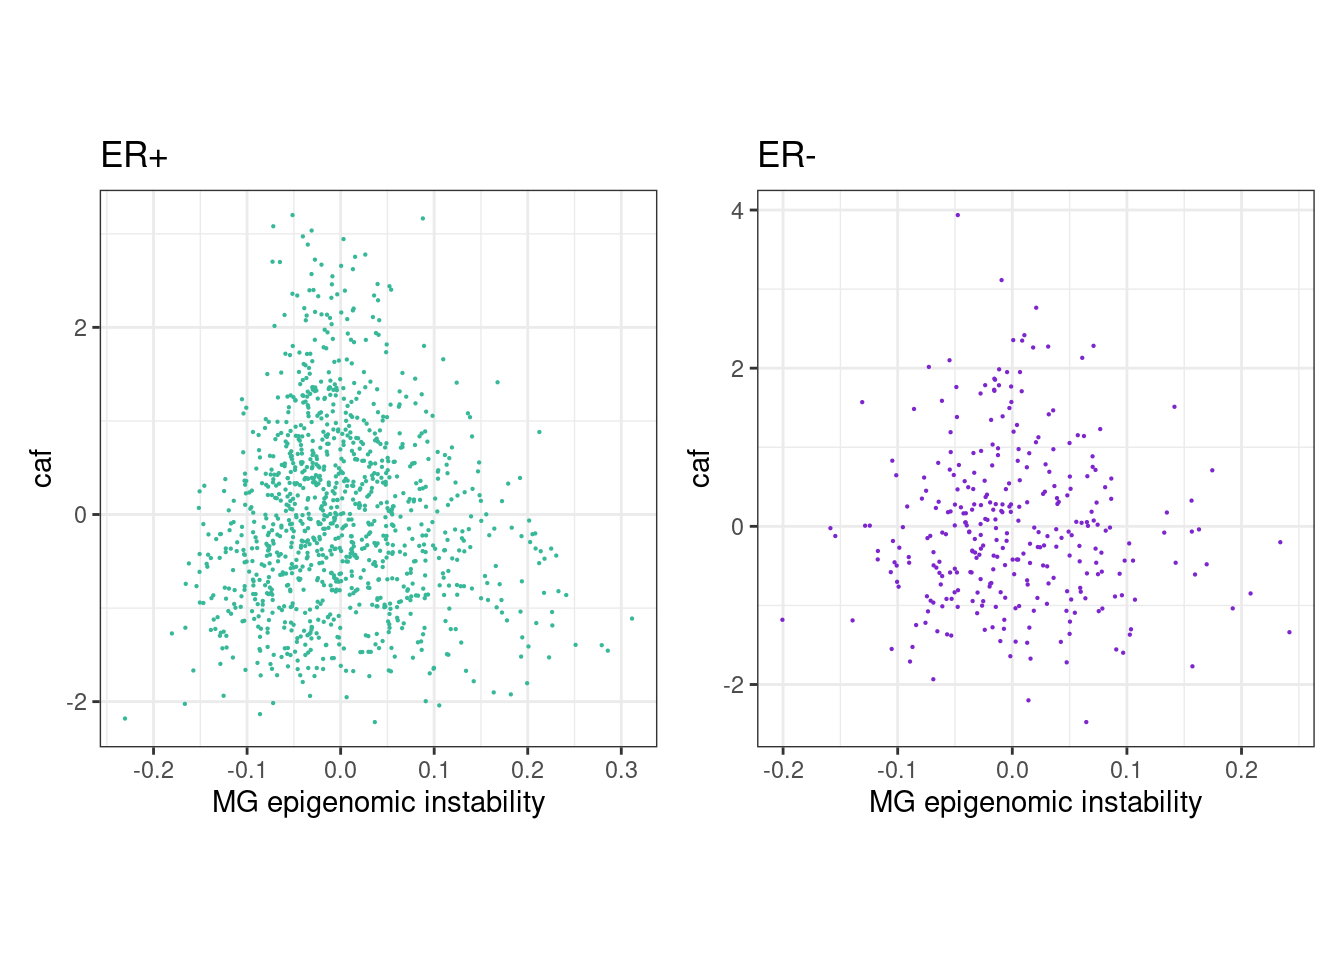 ER+
caf
2
0
-2
-0.2 -0.1 0.0 0.1 0.2 0.3
MG epigenomic instability
ER-
caf
4
2
0
-2
-0.2 -0.1 0.0 0.1 0.2
MG epigenomic instability